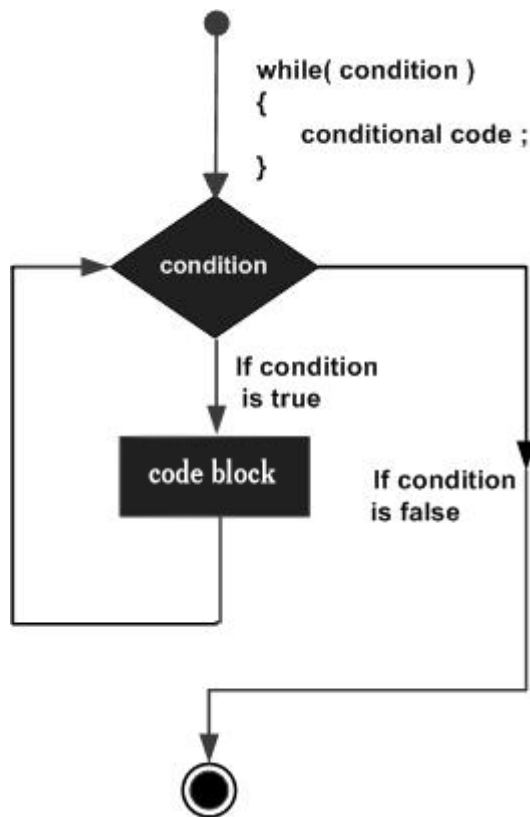 while( condition )
{
conditional code ;
}
condition
If condition
is true
code block
If condition
is false